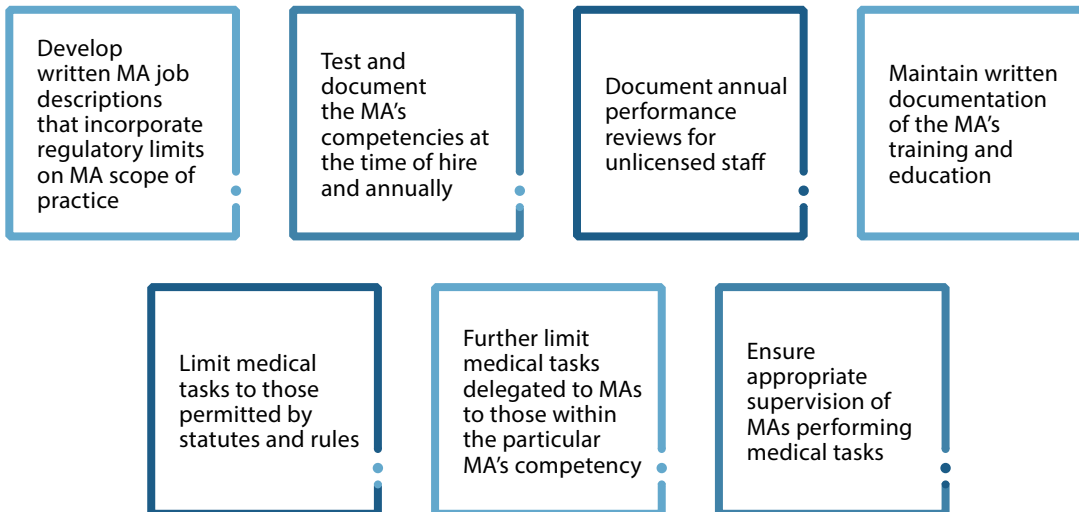 Develop
written MA job
descriptions
that incorporate
regulatory limits
on MA scope of
practice
Test and
document
the MA's
competencies at
the time of hire
and annually
Document annual
performance
reviews for
unlicensed staff
Maintain written
documentation
of the MA's
training and
education
Limit medical
tasks to those
permitted by
statutes and rules
Further limit
medical tasks
delegated to MAs
to those within
the particular
MA's competency
Ensure
appropriate
supervision of
MAs performing
medical tasks